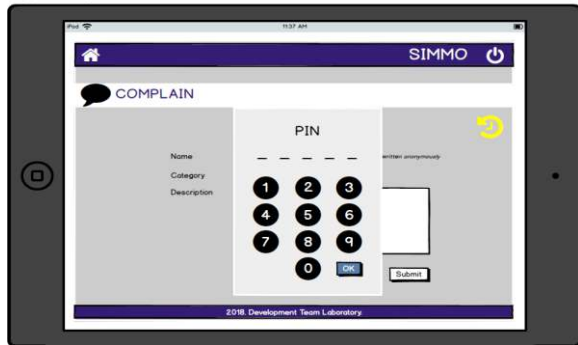 iPod 11:37 AM
SIMMO
COMPLAIN
PIN
Name written anonymously
Category
Description
1 2 3
4 5 6
7 8 9
0 OK
Submit
2018. Development Team Laboratory